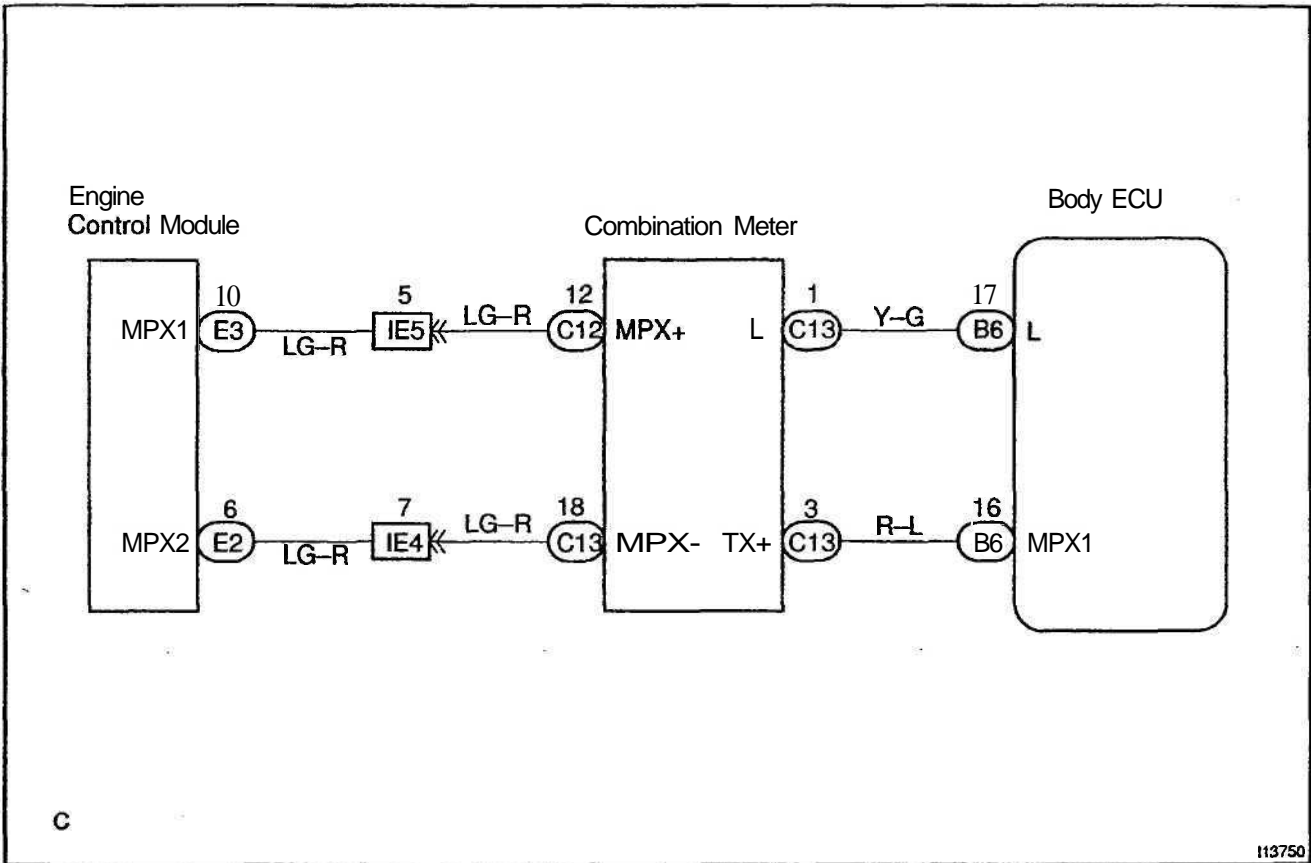 Engine
Control Module
Combination Meter
Body ECU
10
5
12
1
17
MPX1
E3
LG–R
IE5
LG–R
C12
MPX+
L
C13
Y–G
B6
L
6
7
18
3
16
MPX2
E2
LG–R
IE4
LG–R
C13
MPX-
TX+
C13
R–L
B6
MPX1
C
I13750